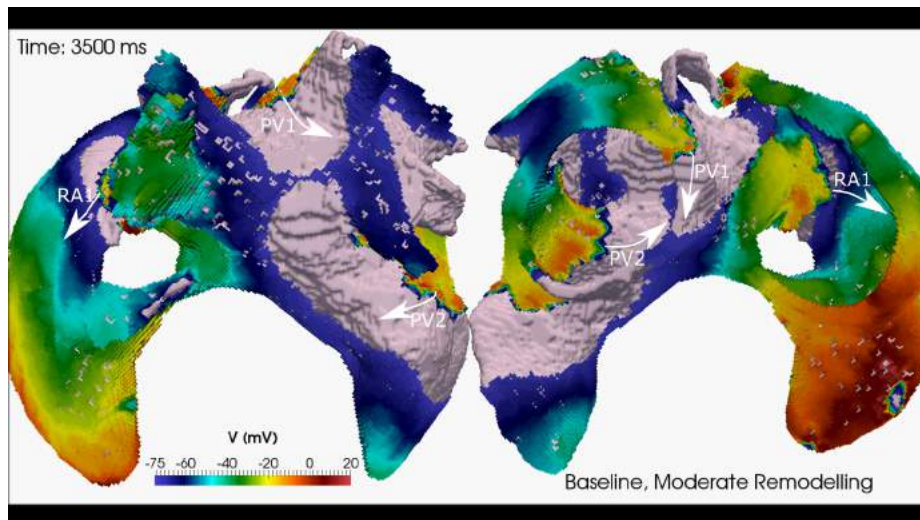 Time: 3500 ms
PV1
RA1
PV2
PV1
RA1
PV2
V (mV)
-75 -60 -40 -20 0 20
Baseline, Moderate Remodelling